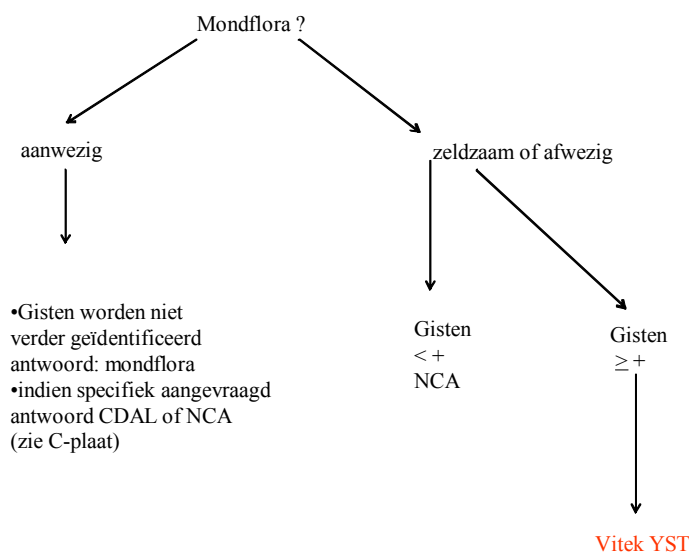 Mondflora ?
aanwezig
zeldzaam of afwezig
•Gisten worden niet
verder geïdentificeerd
antwoord: mondflora
•indien specifiek aangevraagd
antwoord CDAL of NCA
(zie C-plaat)
Gisten
< +
NCA
Gisten
≥ +
Vitek YST